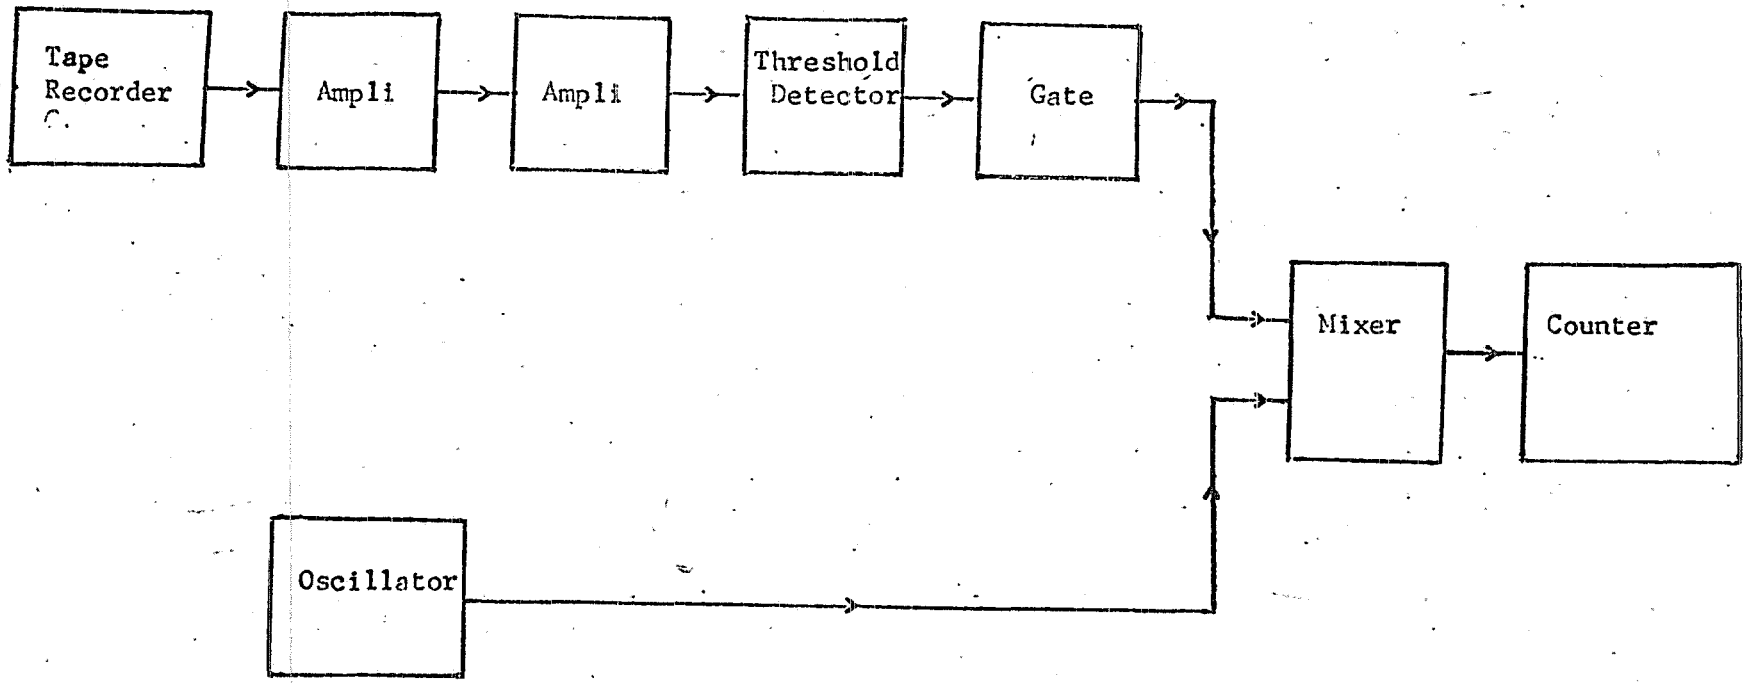 Tape
Recorder
C.
Ampli
Ampli
Threshold
Detector
Gate
Mixer
Counter
Oscillator